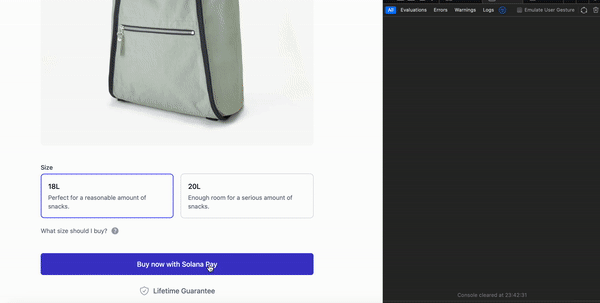 All Evaluations Errors Warnings Logs Emulate User Gesture
Size
18L
Perfect for a reasonable amount of
snacks.
20L
Enough room for a serious amount of
snacks.
What size should I buy? ?
Buy now with Solana Pay
Lifetime Guarantee
Console cleared at 23:42:31